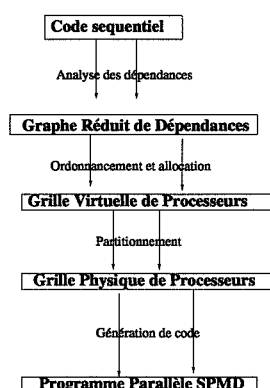 Code sequentiel
Analyse des dépendances
Graphe Réduit de Dépendances
Ordonnancement et allocation
Grille Virtuelle de Processeurs
Partitionnement
Grille Physique de Processeurs
Génération de code
Programme Parallèle SPMD